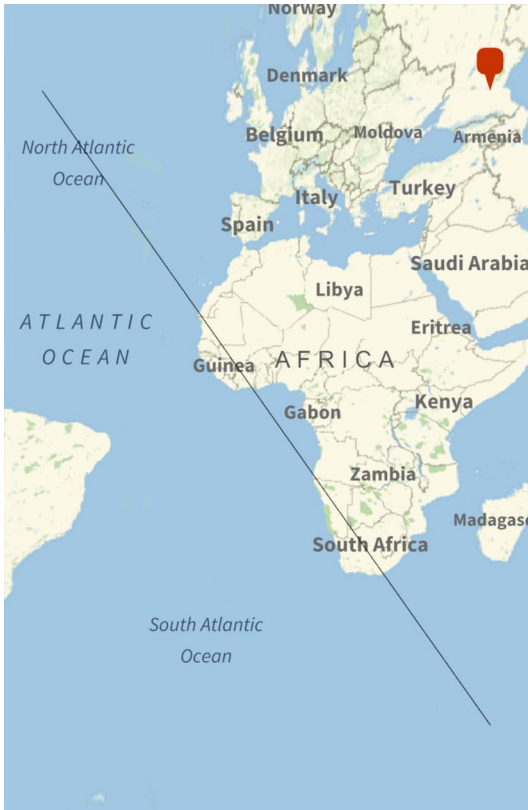 Norway
Denmark
Belgium
Moldova
Armenia
North Atlantic
Ocean
Turkey
Italy
Spain
Saudi Arabia
Libya
ATLANTIC
OCEAN
Eritrea
Guinea
AFRICA
Gabon
Kenya
Zambia
Madagasc
South Africa
South Atlantic
Ocean